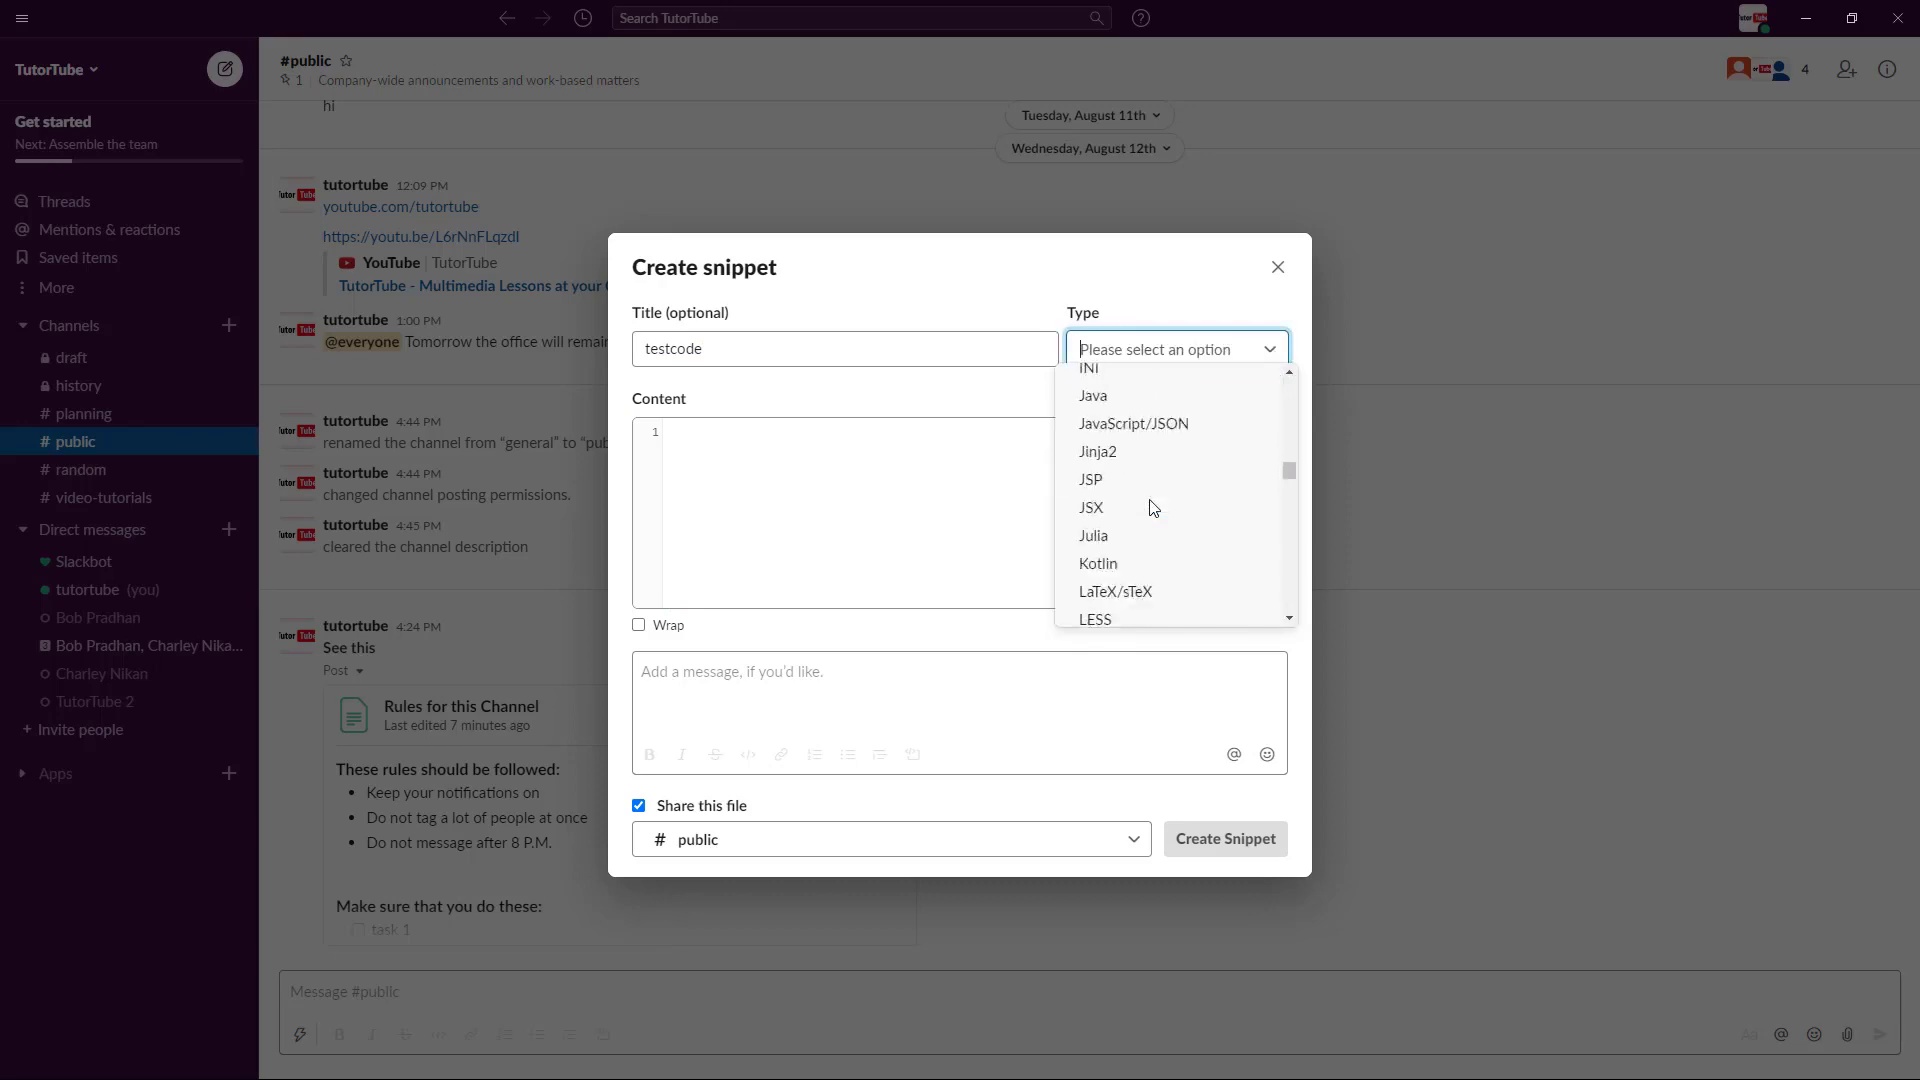 Search TutorTube
TutorTube
Get started
Next: Assemble the team
Threads
Mentions & reactions
Saved items
More
Channels
draft
history
# planning
# public
# random
# video-tutorials
Direct messages
Slackbot
tutortube (you)
Bob Pradhan
3 Bob Pradhan, Charley Nika...
Charley Nikan
TutorTube 2
+ Invite people
Apps
#public
1 | Company-wide announcements and work-based matters
4
hi
Tuesday, August 11th
Wednesday, August 12th
tutortube 12:09 PM
youtube.com/tutortube
https://youtu.be/L6rNnFLqzdI
YouTube | TutorTube
TutorTube - Multimedia Lessons at your
tutortube 1:00 PM
@everyone Tomorrow the office will remain
tutortube 4:44 PM
renamed the channel from “general” to “pub
tutortube 4:44 PM
changed channel posting permissions.
tutortube 4:45 PM
cleared the channel description
tutortube 4:24 PM
See this
Post
Rules for this Channel
Last edited 7 minutes ago
These rules should be followed:
• Keep your notifications on
• Do not tag a lot of people at once
• Do not message after 8 P.M.
Make sure that you do these:
task 1
Message #public
Create snippet
Title (optional)
testcode
Type
Please select an option
INI
Java
JavaScript/JSON
Jinja2
JSP
JSX
Julia
Kotlin
LaTeX/sTeX
LESS
Content
1
Wrap
Add a message, if you’d like.
Share this file
# public
Create Snippet